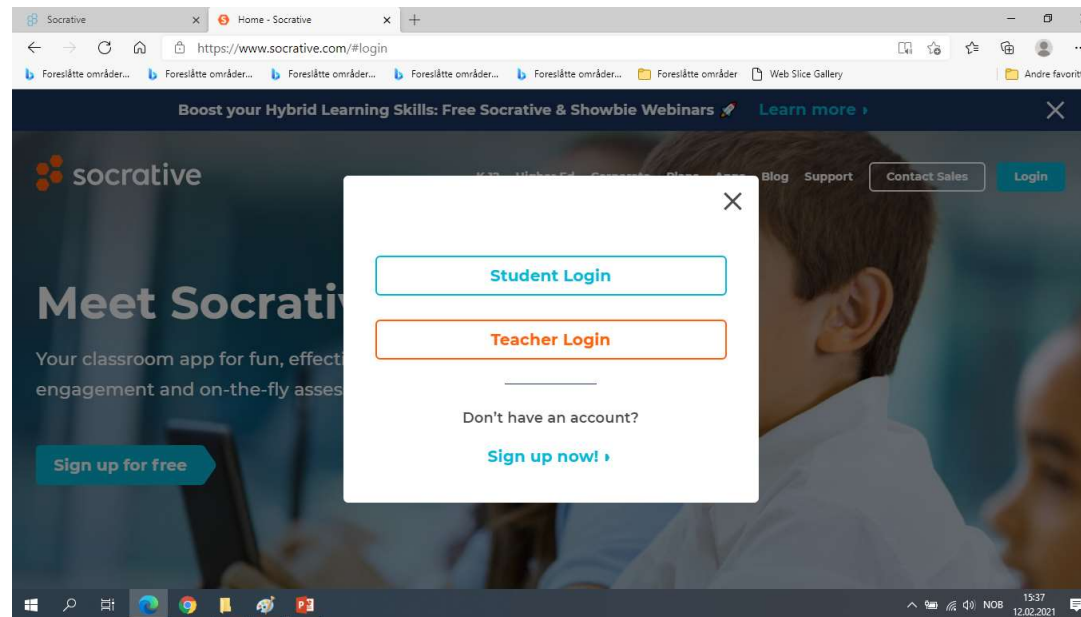 Socrative
Home - Socrative
https://www.socrative.com/#login
Foreslåtte områder... Foreslåtte områder... Foreslåtte områder... Foreslåtte områder... Foreslåtte områder... Foreslåtte områder Web Slice Gallery Andre favoritt
Boost your Hybrid Learning Skills: Free Socrative & Showbie Webinars 🚀 Learn more ›
socrative
Blog Support Contact Sales Login
Student Login
Meet Socrativ
Teacher Login
Your classroom app for fun, effecti
engagement and on-the-fly asses
Don't have an account?
Sign up now! ›
Sign up for free
NOB
15:37
12.02.2021